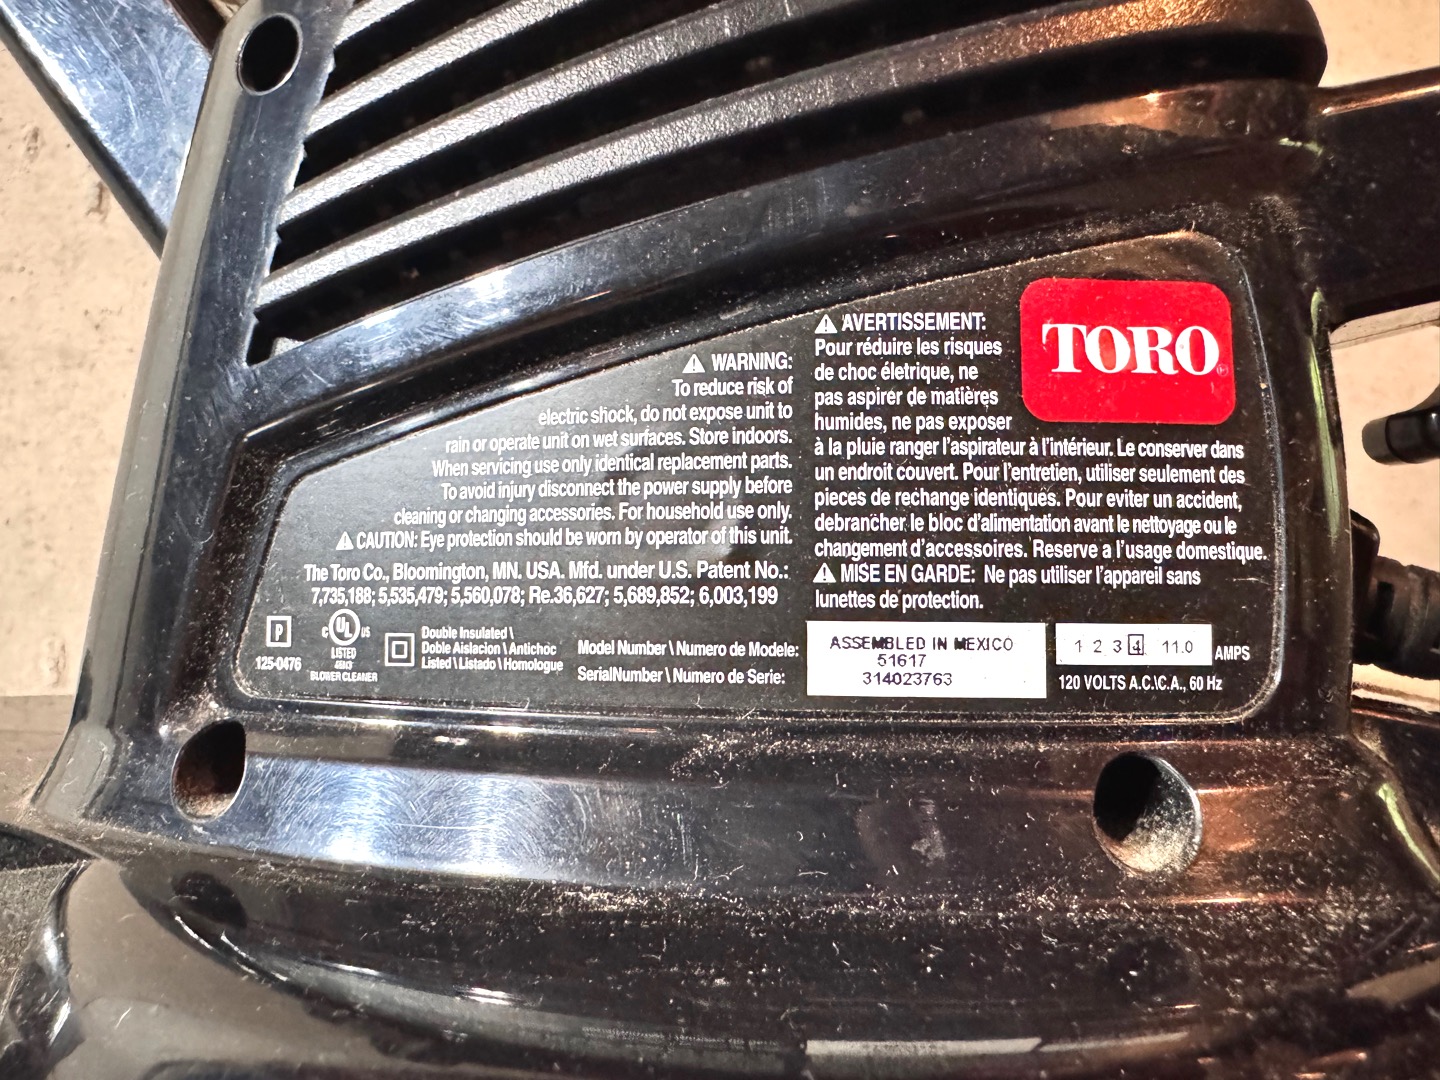 TORO
⚠ WARNING:
To reduce risk of
electric shock, do not expose unit to
rain or operate unit on wet surfaces. Store indoors.
When servicing use only identical replacement parts.
To avoid injury disconnect the power supply before
cleaning or changing accessories. For household use only.
⚠ CAUTION: Eye protection should be worn by operator of this unit.
The Toro Co., Bloomington, MN. USA. Mfd. under U.S. Patent No.:
7,735,188; 5,535,479; 5,560,078; Re.36,627; 5,689,852; 6,003,199
⚠ AVERTISSEMENT:
Pour réduire les risques
de choc életrique, ne
pas aspirer de matières
humides, ne pas exposer
à la pluie ranger l'aspirateur à l'intérieur. Le conserver dans
un endroit couvert. Pour l'entretien, utiliser seulement des
pieces de rechange identiques. Pour eviter un accident,
debrancher le bloc d'alimentation avant le nettoyage ou le
changement d'accessoires. Reserve a l'usage domestique.
⚠ MISE EN GARDE: Ne pas utiliser l'appareil sans
lunettes de protection.
P
125-0476
C UL US
LISTED
BLOWER CLEANER
Double Insulated \
Doble Aislacion \ Antichoc
Listed \ Listado \ Homologue
Model Number \ Numero de Modele:
SerialNumber \ Numero de Serie:
ASSEMBLED IN MEXICO
51617
314023763
1 2 3 4 11.0 AMPS
120 VOLTS A.C.\C.A., 60 Hz